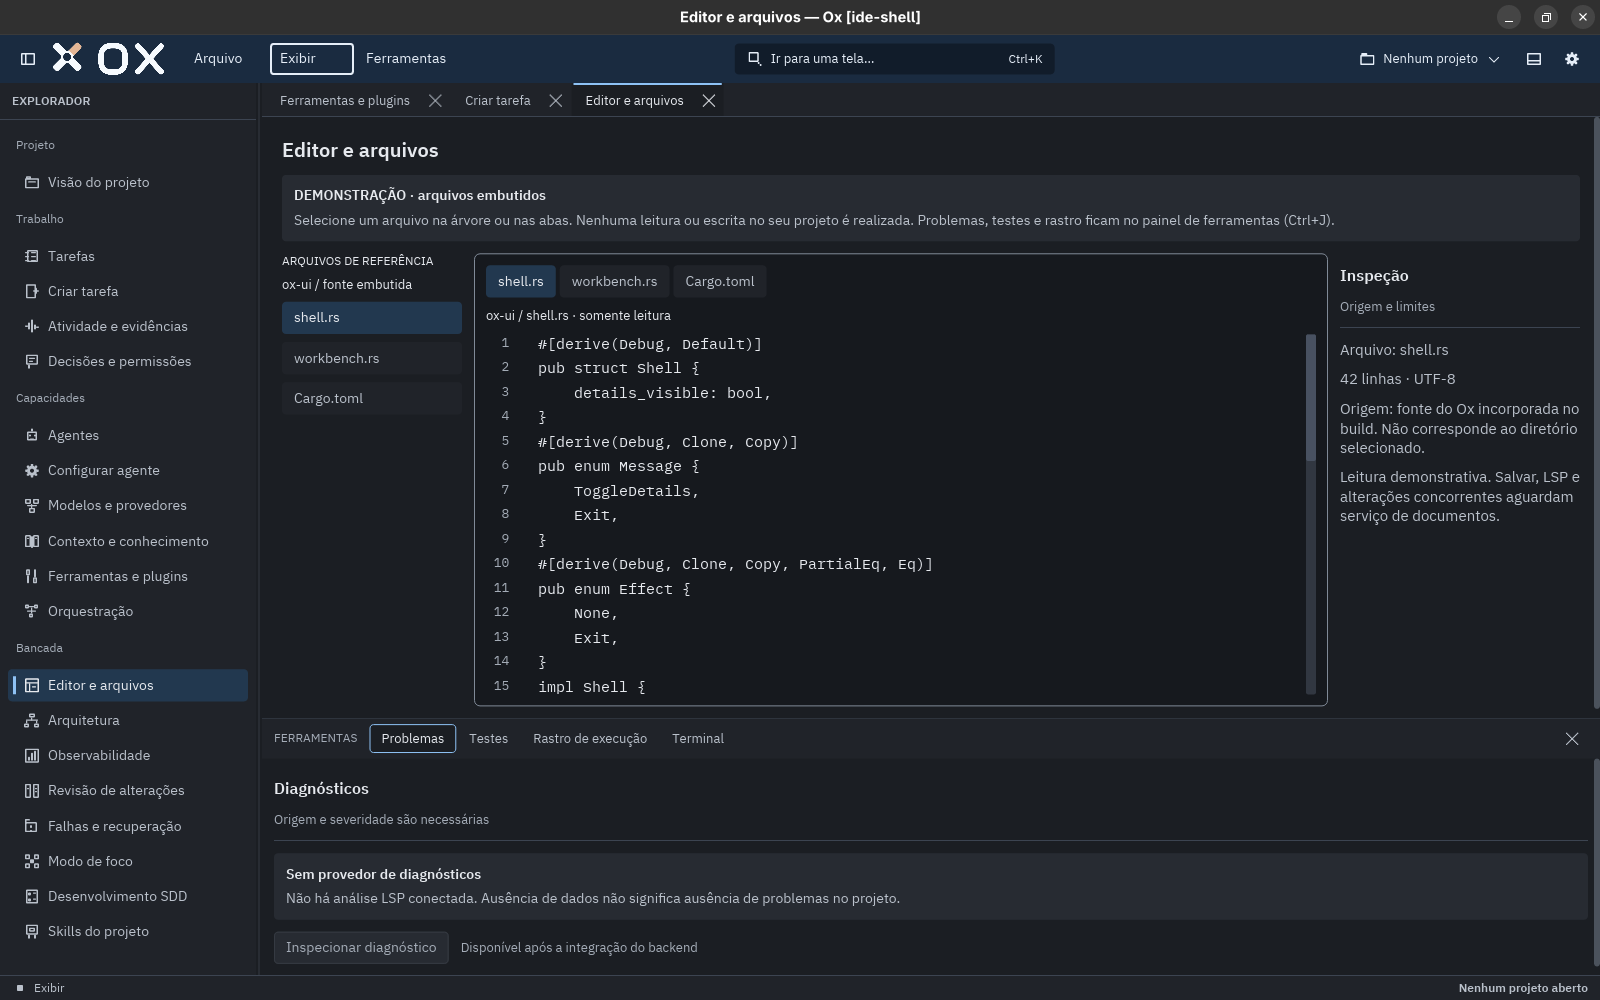 Editor e arquivos — Ox [ide-shell]
OX
Arquivo
Exibir
Ferramentas
Ir para uma tela...
Ctrl+K
Nenhum projeto
EXPLORADOR
Projeto
Visão do projeto
Trabalho
Tarefas
Criar tarefa
Atividade e evidências
Decisões e permissões
Capacidades
Agentes
Configurar agente
Modelos e provedores
Contexto e conhecimento
Ferramentas e plugins
Orquestração
Bancada
Editor e arquivos
Arquitetura
Observabilidade
Revisão de alterações
Falhas e recuperação
Modo de foco
Desenvolvimento SDD
Skills do projeto
Ferramentas e plugins
Criar tarefa
Editor e arquivos
Editor e arquivos
DEMONSTRAÇÃO · arquivos embutidos
Selecione um arquivo na árvore ou nas abas. Nenhuma leitura ou escrita no seu projeto é realizada. Problemas, testes e rastro ficam no painel de ferramentas (Ctrl+J).
ARQUIVOS DE REFERÊNCIA
ox-ui / fonte embutida
shell.rs
workbench.rs
Cargo.toml
shell.rs
workbench.rs
Cargo.toml
ox-ui / shell.rs · somente leitura
1 #[derive(Debug, Default)]
2 pub struct Shell {
3     details_visible: bool,
4 }
5 #[derive(Debug, Clone, Copy)]
6 pub enum Message {
7     ToggleDetails,
8     Exit,
9 }
10 #[derive(Debug, Clone, Copy, PartialEq, Eq)]
11 pub enum Effect {
12     None,
13     Exit,
14 }
15 impl Shell {
Inspeção
Origem e limites
Arquivo: shell.rs
42 linhas · UTF-8
Origem: fonte do Ox incorporada no
build. Não corresponde ao diretório
selecionado.
Leitura demonstrativa. Salvar, LSP e
alterações concorrentes aguardam
serviço de documentos.
FERRAMENTAS
Problemas
Testes
Rastro de execução
Terminal
Diagnósticos
Origem e severidade são necessárias
Sem provedor de diagnósticos
Não há análise LSP conectada. Ausência de dados não significa ausência de problemas no projeto.
Inspecionar diagnóstico
Disponível após a integração do backend
Exibir
Nenhum projeto aberto